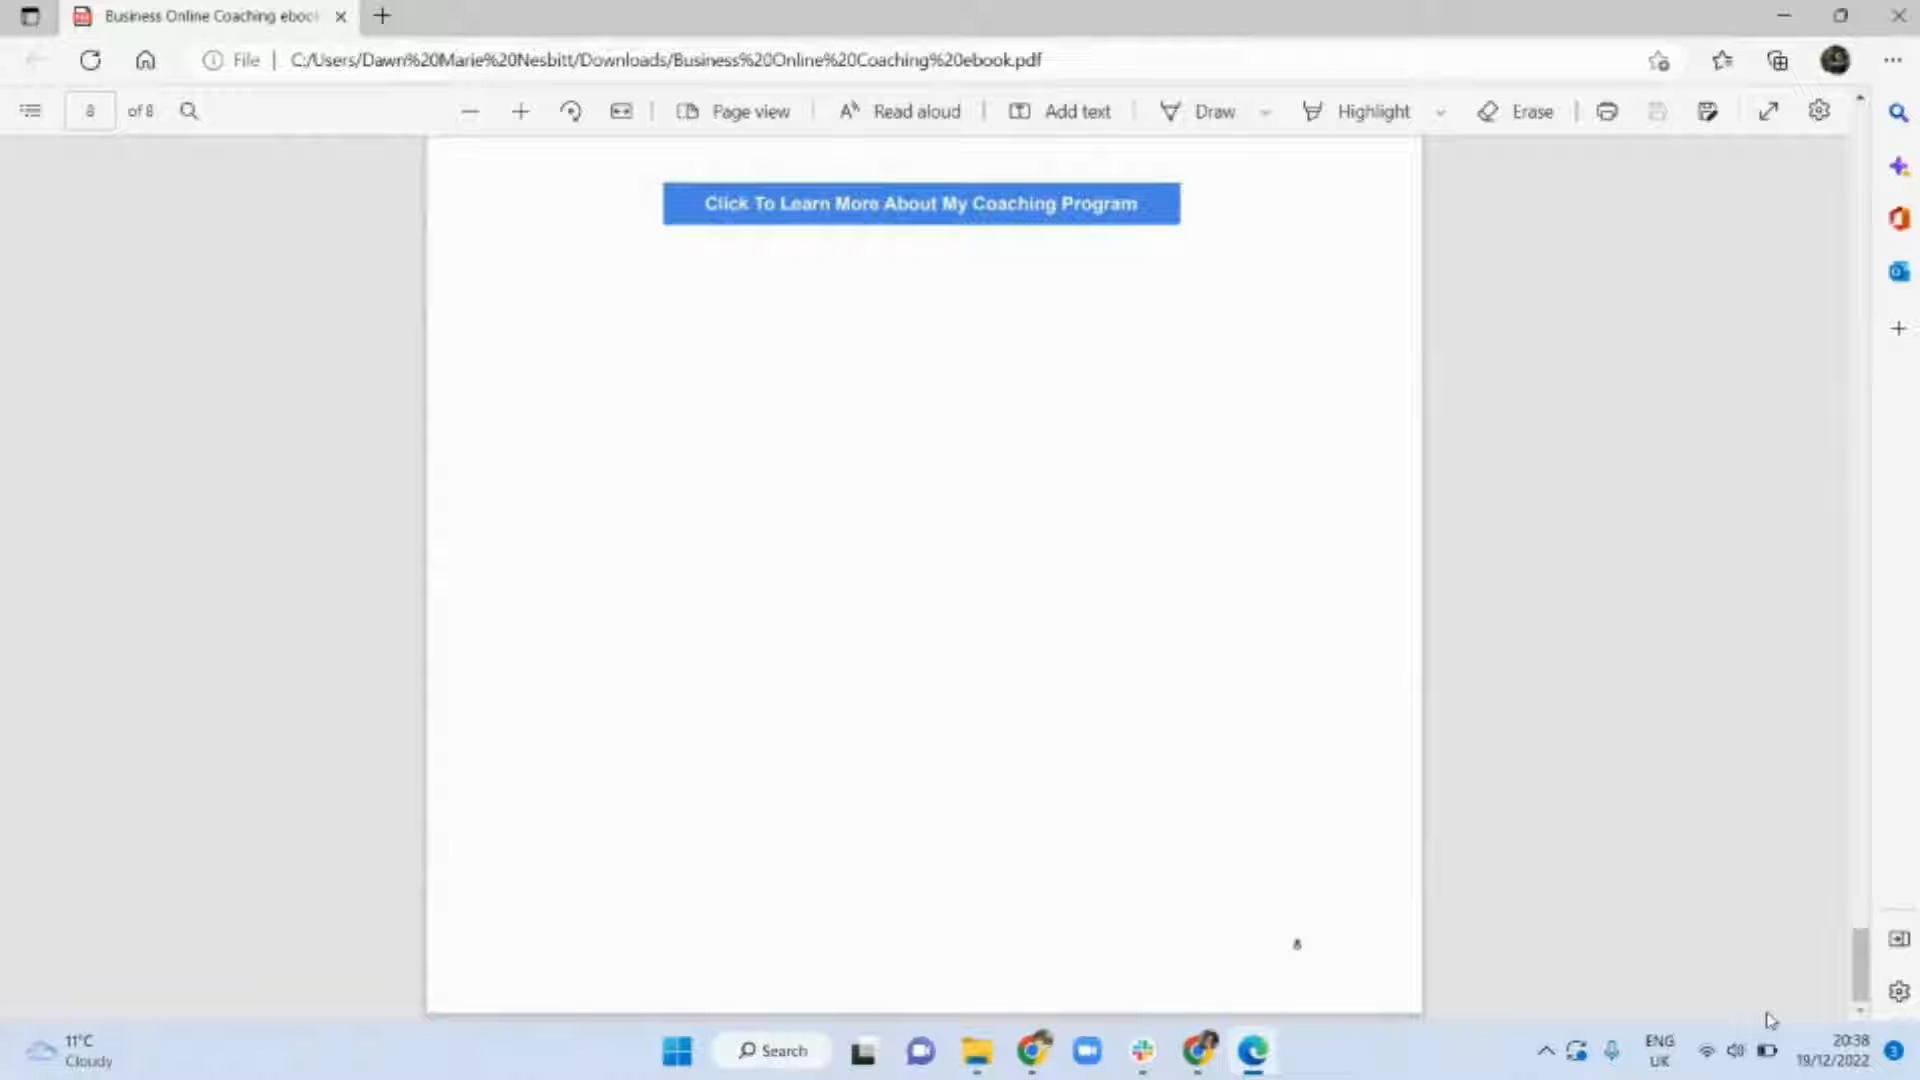 Business Online Coaching eboo
File | C:/Users/Dawn%20Marie%20Nesbitt/Downloads/Business%20Online%20Coaching%20ebook.pdf
8 of 8
Page view
Read aloud
Add text
Draw
Highlight
Erase
Click To Learn More About My Coaching Program
8
11°C
Cloudy
Search
ENG
UK
20:38
19/12/2022
3